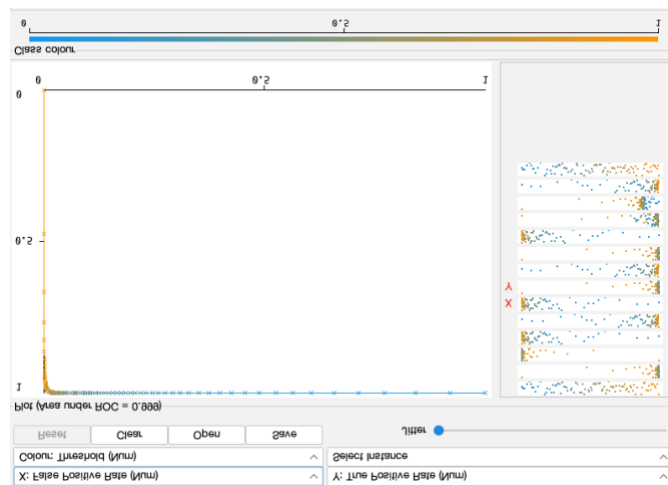 X: False Positive Rate (Num) Y: True Positive Rate (Num)
Colour: Threshold (Num) Select Instance
Reset Clear Open Save Jitter
Plot (Area under ROC = 0.999)
1
X
Y
0.5
0
0 0.5 1
Class colour
0 0.5 1